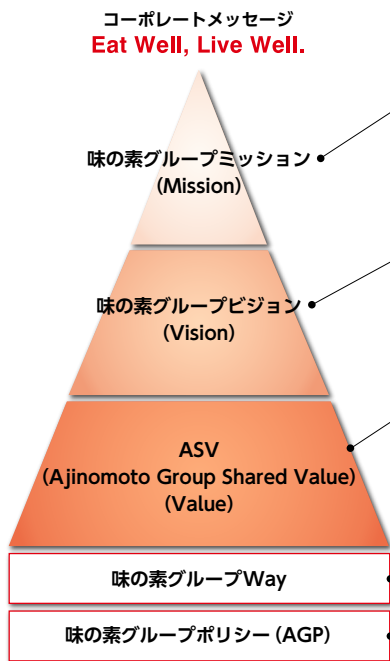 コーポレートメッセージ
Eat Well, Live Well.
味の素グループミッション
(Mission)
味の素グループビジョン
(Vision)
ASV
(Ajinomoto Group Shared Value)
(Value)
味の素グループWay
味の素グループポリシー (AGP)